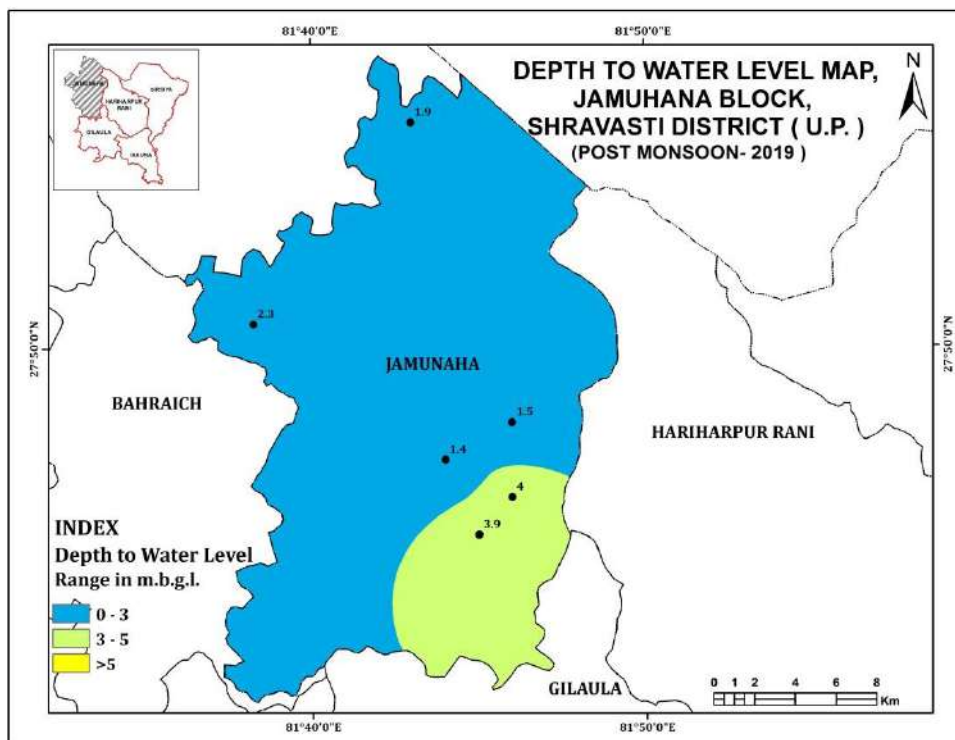 81°40'0"E
81°50'0"E
DEPTH TO WATER LEVEL MAP,
JAMUHANA BLOCK,
SHRAVASTI DISTRICT ( U.P. )
(POST MONSOON- 2019 )
N
HARIHARPUR
RANI
GILAULA
1.9
2.3
27°50'0"N
27°50'0"N
JAMUNAHA
BAHRAICH
1.5
HARIHARPUR RANI
1.4
4
3.9
INDEX
Depth to Water Level
Range in m.b.g.l.
0 - 3
3 - 5
>5
GILAULA
0 1 2 4 6 8
Km
81°40'0"E
81°50'0"E